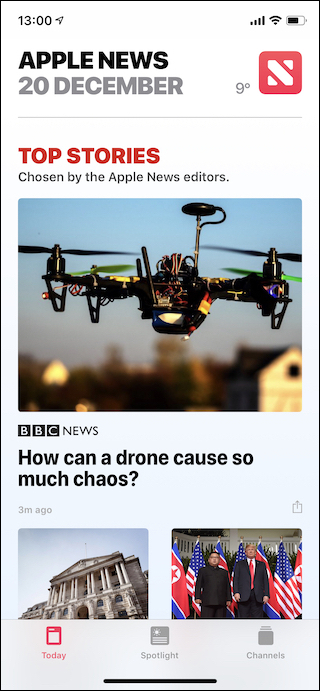 13:00
APPLE NEWS
20 DECEMBER
9°
TOP STORIES
Chosen by the Apple News editors.
BBC NEWS
How can a drone cause so
much chaos?
3m ago
Today
Spotlight
Channels